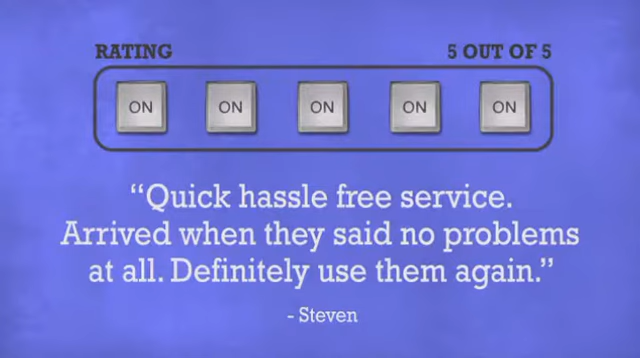 RATING 5 OUT OF 5
ON ON ON ON ON
“Quick hassle free service.
Arrived when they said no problems
at all. Definitely use them again.”
- Steven